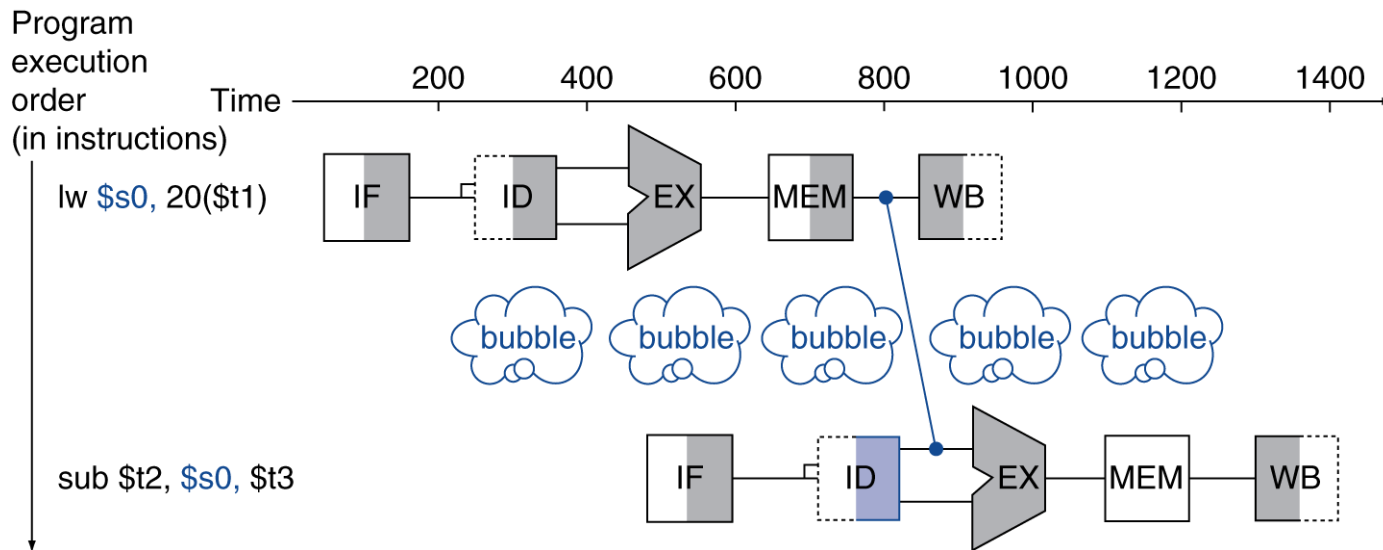 Program
execution
order
(in instructions)
Time
200 400 600 800 1000 1200 1400
lw $s0, 20($t1)
IF ID EX MEM WB
bubble bubble bubble bubble bubble
sub $t2, $s0, $t3
IF ID EX MEM WB